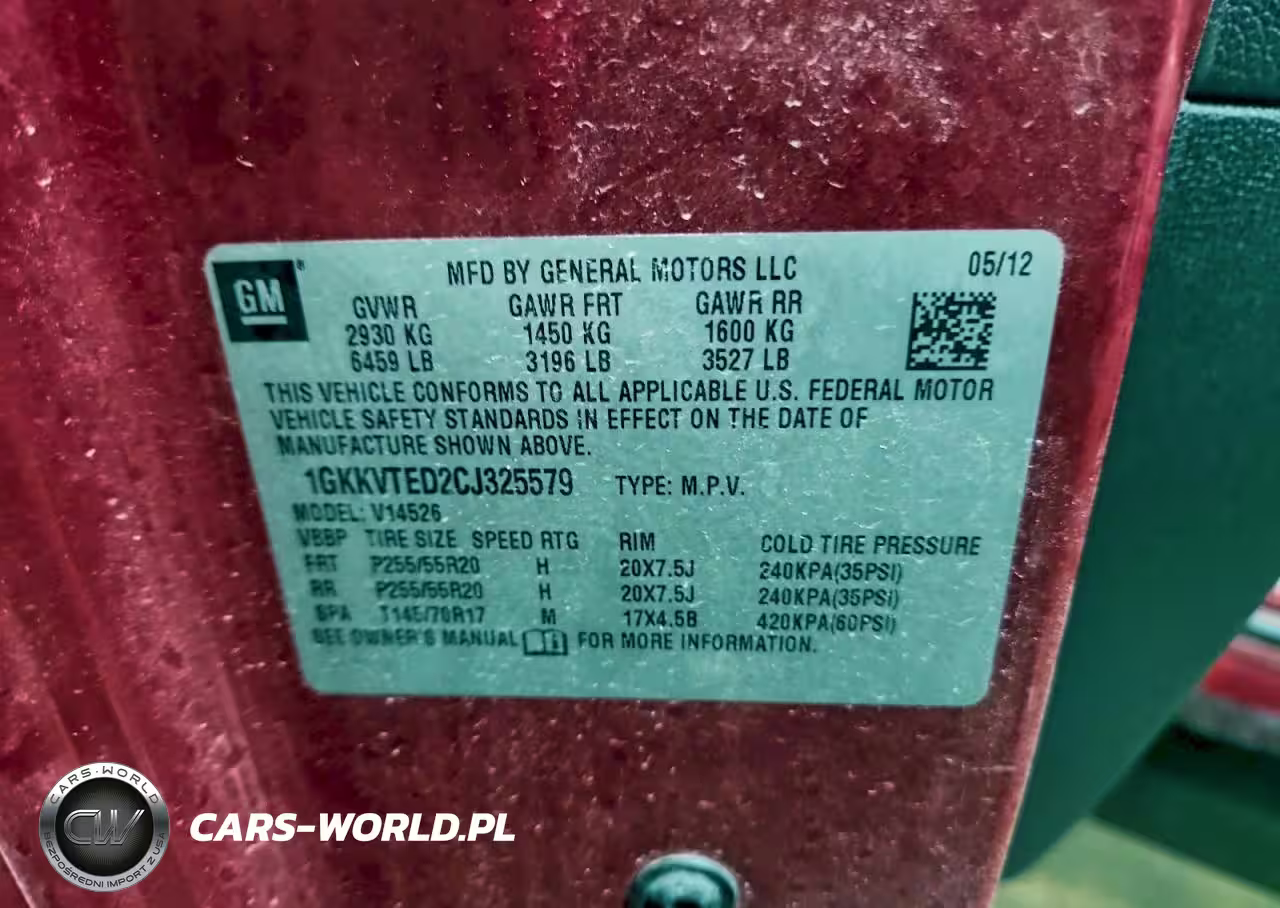 GM
MFD BY GENERAL MOTORS LLC 05/12
GVWR GAWR FRT GAWR RR
2930 KG 1450 KG 1600 KG
6459 LB 3196 LB 3527 LB
THIS VEHICLE CONFORMS TO ALL APPLICABLE U.S. FEDERAL MOTOR
VEHICLE SAFETY STANDARDS IN EFFECT ON THE DATE OF
MANUFACTURE SHOWN ABOVE.
1GKKVTED2CJ325579 TYPE: M.P.V.
MODEL: V14526
VBBP TIRE SIZE SPEED RTG RIM COLD TIRE PRESSURE
FRT P255/55R20 H 20X7.5J 240KPA(35PSI)
RR P255/55R20 H 20X7.5J 240KPA(35PSI)
SPA T145/70R17 M 17X4.5B 420KPA(60PSI)
SEE OWNER'S MANUAL FOR MORE INFORMATION.
CARS-WORLD
CW
BEZPOŚREDNI IMPORT Z USA
CARS-WORLD.PL